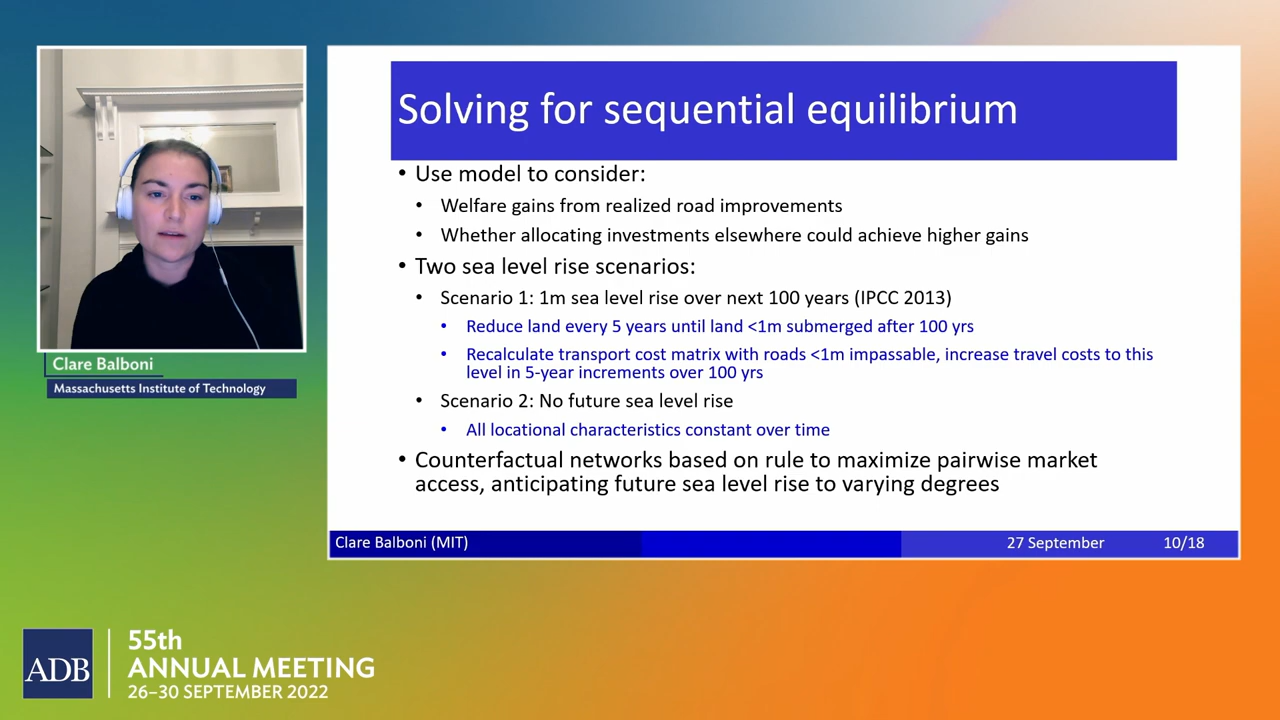 Solving for sequential equilibrium
• Use model to consider:
• Welfare gains from realized road improvements
• Whether allocating investments elsewhere could achieve higher gains
• Two sea level rise scenarios:
• Scenario 1: 1m sea level rise over next 100 years (IPCC 2013)
• Reduce land every 5 years until land <1m submerged after 100 yrs
• Recalculate transport cost matrix with roads <1m impassable, increase travel costs to this
level in 5-year increments over 100 yrs
• Scenario 2: No future sea level rise
• All locational characteristics constant over time
• Counterfactual networks based on rule to maximize pairwise market
access, anticipating future sea level rise to varying degrees
Clare Balboni (MIT)
27 September
10/18
Clare Balboni
Massachusetts Institute of Technology
ADB
55th
ANNUAL MEETING
26–30 SEPTEMBER 2022